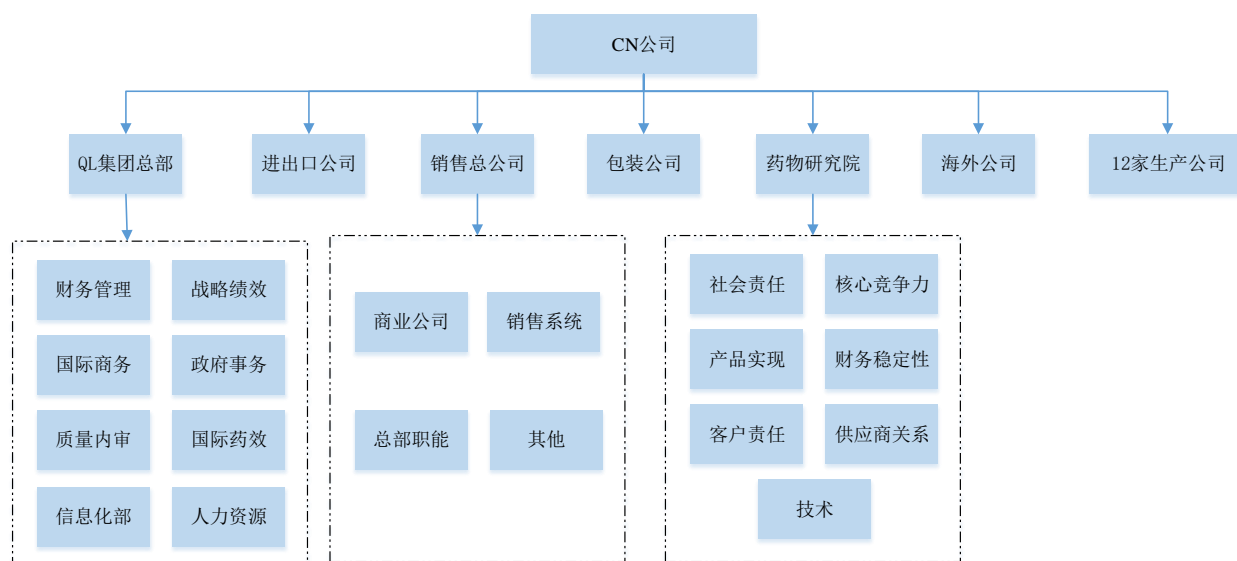 CN公司
QL集团总部
进出口公司
销售总公司
包装公司
药物研究院
海外公司
12家生产公司
财务管理
战略绩效
国际商务
政府事务
质量内审
国际药效
信息化部
人力资源
商业公司
销售系统
总部职能
其他
社会责任
核心竞争力
产品实现
财务稳定性
客户责任
供应商关系
技术